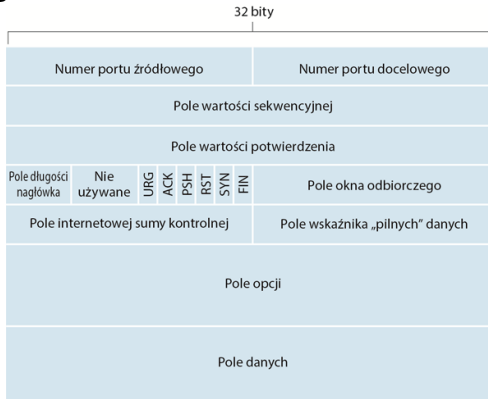 32 bity
Numer portu źródłowego
Numer portu docelowego
Pole wartości sekwencyjnej
Pole wartości potwierdzenia
Pole długości
nagłówka
Nie
używane
URG
ACK
PSH
RST
SYN
FIN
Pole okna odbiorczego
Pole internetowej sumy kontrolnej
Pole wskaźnika „pilnych” danych
Pole opcji
Pole danych